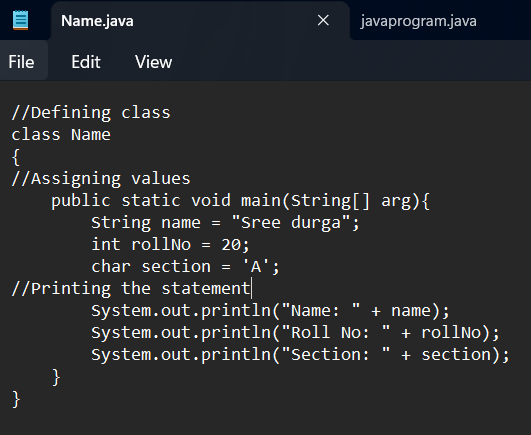 Name.java javaprogram.java
File Edit View
//Defining class
class Name
{
//Assigning values
    public static void main(String[] arg){
        String name = "Sree durga";
        int rollNo = 20;
        char section = 'A';
//Printing the statement
        System.out.println("Name: " + name);
        System.out.println("Roll No: " + rollNo);
        System.out.println("Section: " + section);
    }
}